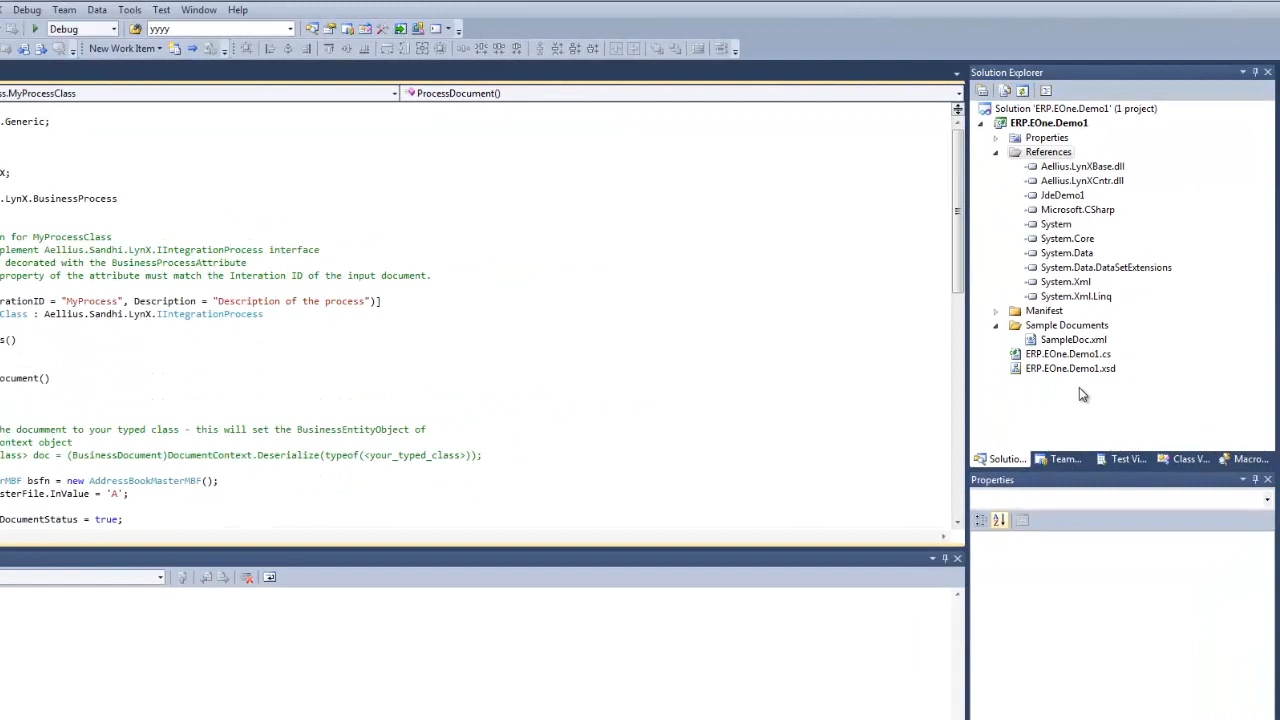 Debug Team Data Tools Test Window Help
Debug yyyy
New Work Item
Solution Explorer
ss.MyProcessClass ProcessDocument()
Solution 'ERP.EOne.Demo1' (1 project)
ERP.EOne.Demo1
Properties
References
Aellius.LynXBase.dll
Aellius.LynXCntr.dll
JdeDemo1
Microsoft.CSharp
System
System.Core
System.Data
System.Data.DataSetExtensions
System.Xml
System.Xml.Linq
Manifest
Sample Documents
SampleDoc.xml
ERP.EOne.Demo1.cs
ERP.EOne.Demo1.xsd
.Generic;
X;
.LynX.BusinessProcess
n for MyProcessClass
plement Aellius.Sandhi.LynX.IIntegrationProcess interface
decorated with the BusinessProcessAttribute
property of the attribute must match the Interation ID of the input document.
rationID = "MyProcess", Description = "Description of the process")]
Class : Aellius.Sandhi.LynX.IIntegrationProcess
s()
ocument()
he documment to your typed class - this will set the BusinessEntityObject of
ontext object
lass> doc = (BusinessDocument)DocumentContext.Deserialize(typeof(<your_typed_class>));
rMBF bsfn = new AddressBookMasterMBF();
sterFile.InValue = 'A';
DocumentStatus = true;
Solutio... Team... Test Vi... Class V... Macro...
Properties